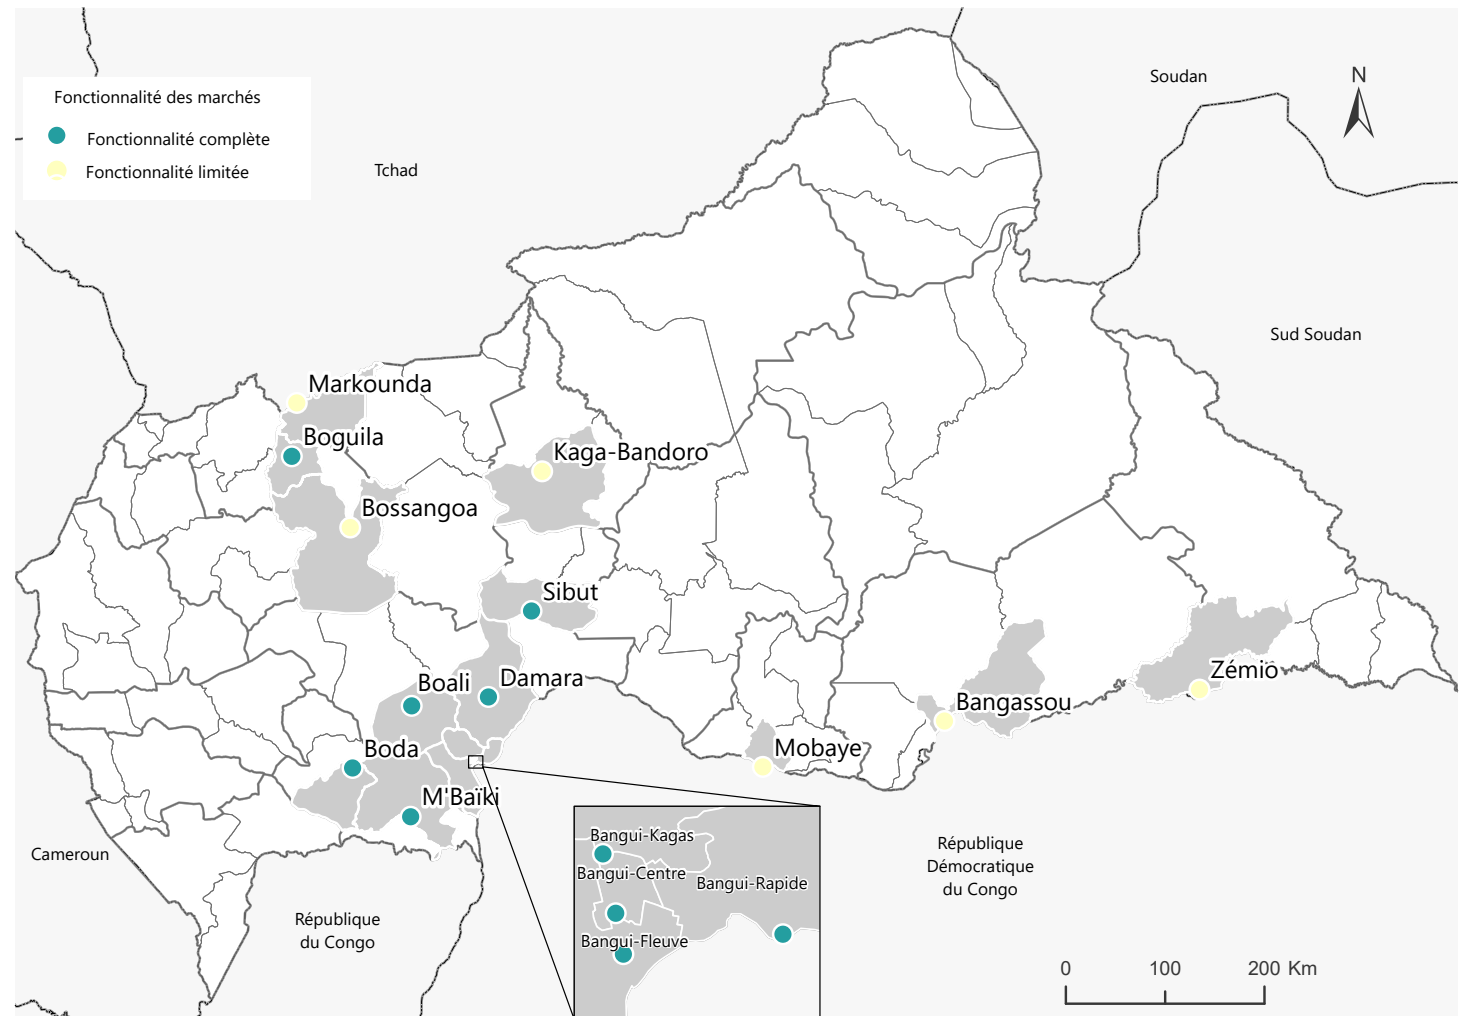 Soudan
N
Fonctionnalité des marchés
Fonctionnalité complète
Fonctionnalité limitée
Tchad
Sud Soudan
Markounda
Boguila
Kaga-Bandoro
Bossangoa
Sibut
Boali
Damara
Zémio
Bangassou
Boda
Mobaye
M'Baïki
Bangui-Kagas
Bangui-Centre
Bangui-Rapide
Bangui-Fleuve
Cameroun
République
du Congo
République
Démocratique
du Congo
0 100 200 Km